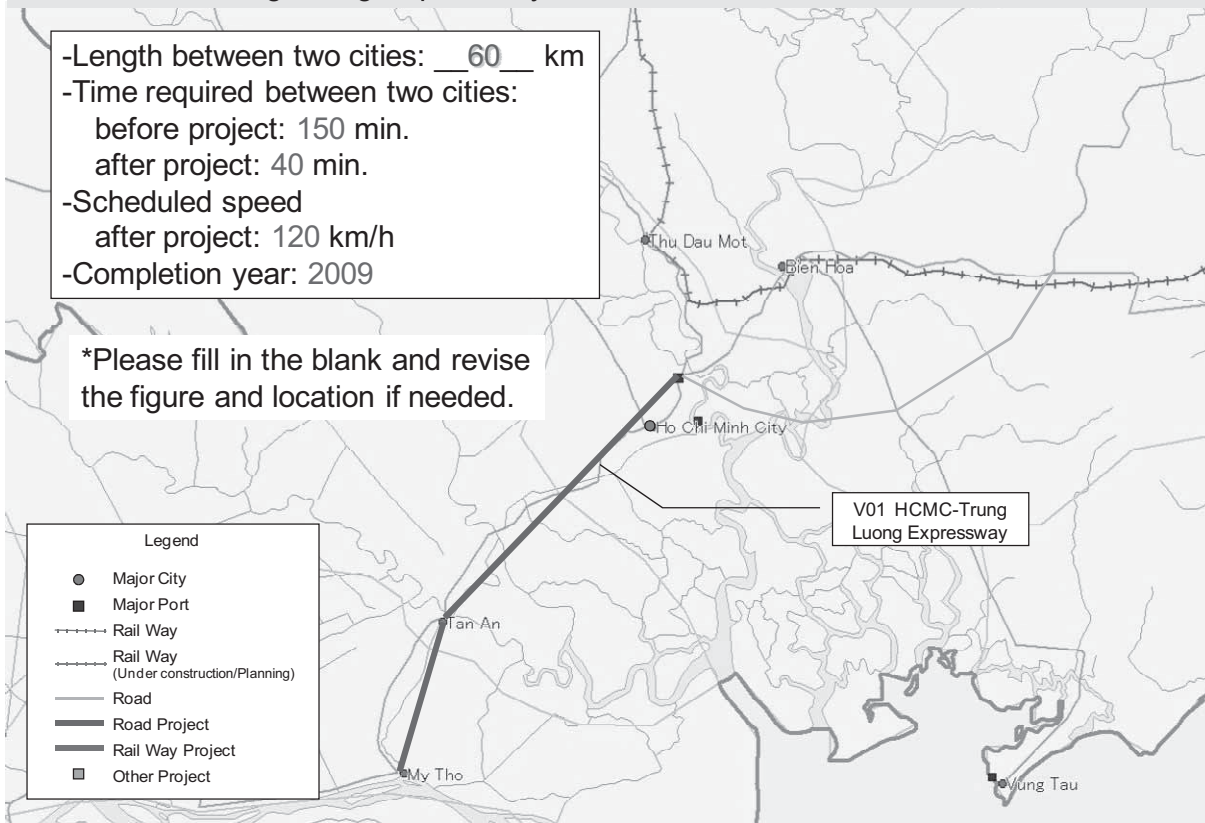 -Length between two cities: __60__ km
-Time required between two cities:
before project: 150 min.
after project: 40 min.
-Scheduled speed
after project: 120 km/h
-Completion year: 2009
*Please fill in the blank and revise
the figure and location if needed.
Thu Dau Mot
Bien Hoa
Ho Chi Minh City
V01 HCMC-Trung
Luong Expressway
Tan An
My Tho
Vung Tau
Legend
Major City
Major Port
Rail Way
Rail Way
(Under construction/Planning)
Road
Road Project
Rail Way Project
Other Project